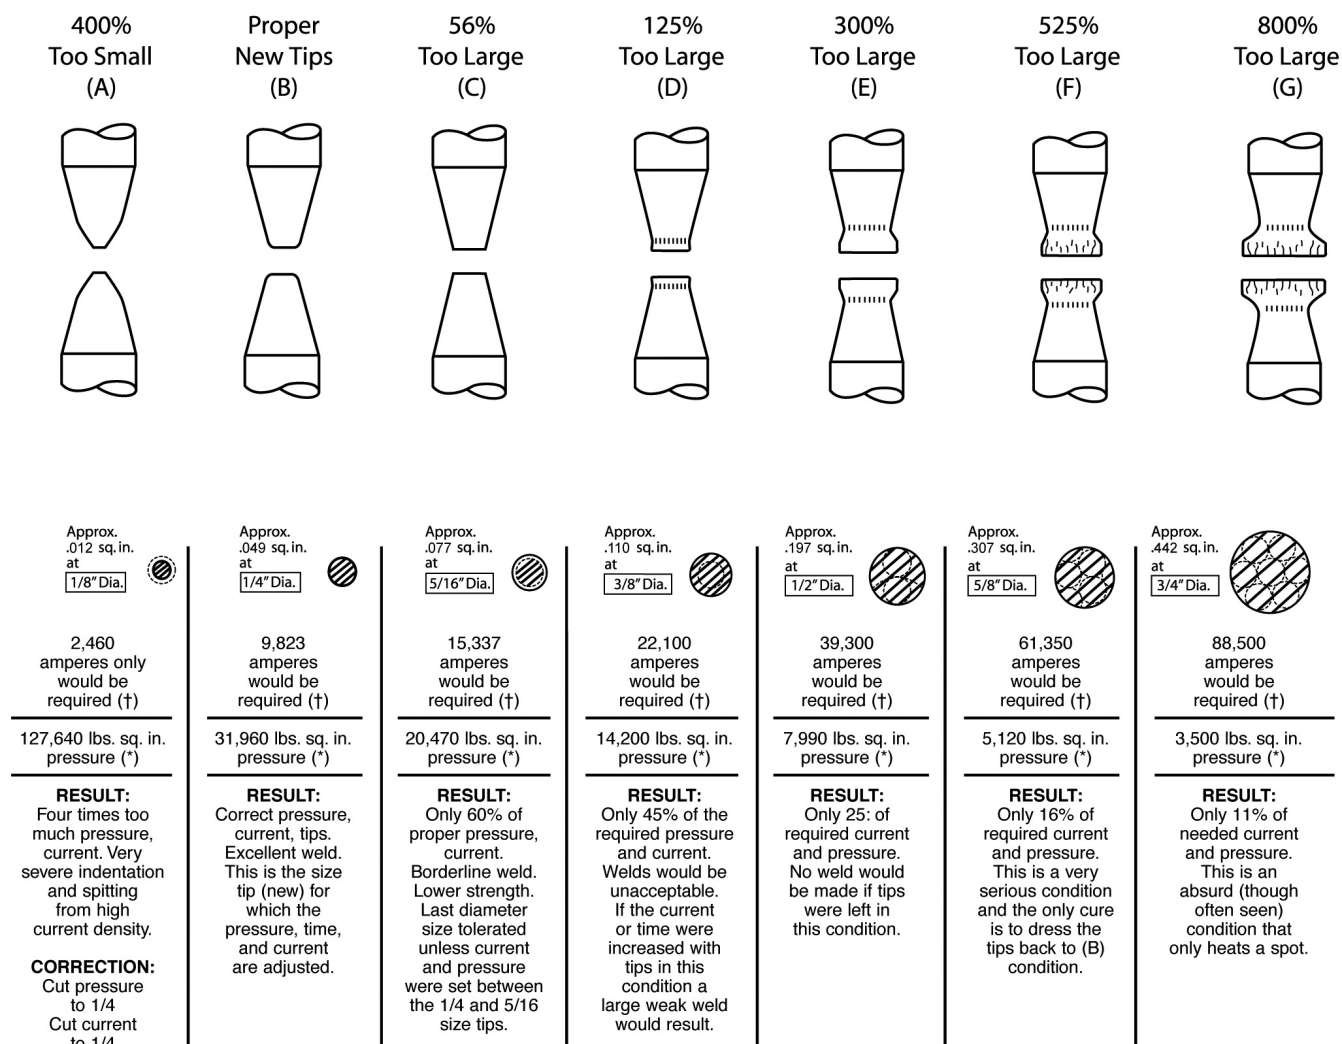 400%
Too Small
(A)
Proper
New Tips
(B)
56%
Too Large
(C)
125%
Too Large
(D)
300%
Too Large
(E)
525%
Too Large
(F)
800%
Too Large
(G)
Approx.
.012 sq. in.
at
1/8" Dia.
2,460
amperes only
would be
required (†)
127,640 lbs. sq. in.
pressure (*)
RESULT:
Four times too
much pressure,
current. Very
severe indentation
and spitting
from high
current density.
CORRECTION:
Cut pressure
to 1/4
Cut current
to 1/4
Approx.
.049 sq. in.
at
1/4" Dia.
9,823
amperes
would be
required (†)
31,960 lbs. sq. in.
pressure (*)
RESULT:
Correct pressure,
current, tips.
Excellent weld.
This is the size
tip (new) for
which the
pressure, time,
and current
are adjusted.
Approx.
.077 sq. in.
at
5/16" Dia.
15,337
amperes
would be
required (†)
20,470 lbs. sq. in.
pressure (*)
RESULT:
Only 60% of
proper pressure,
current.
Borderline weld.
Lower strength.
Last diameter
size tolerated
unless current
and pressure
were set between
the 1/4 and 5/16
size tips.
Approx.
.110 sq. in.
at
3/8" Dia.
22,100
amperes
would be
required (†)
14,200 lbs. sq. in.
pressure (*)
RESULT:
Only 45% of the
required pressure
and current.
Welds would be
unacceptable.
If the current
or time were
increased with
tips in this
condition a
large weak weld
would result.
Approx.
.197 sq. in.
at
1/2" Dia.
39,300
amperes
would be
required (†)
7,990 lbs. sq. in.
pressure (*)
RESULT:
Only 25: of
required current
and pressure.
No weld would
be made if tips
were left in
this condition.
Approx.
.307 sq. in.
at
5/8" Dia.
61,350
amperes
would be
required (†)
5,120 lbs. sq. in.
pressure (*)
RESULT:
Only 16% of
required current
and pressure.
This is a very
serious condition
and the only cure
is to dress the
tips back to (B)
condition.
Approx.
.442 sq. in.
at
3/4" Dia.
88,500
amperes
would be
required (†)
3,500 lbs. sq. in.
pressure (*)
RESULT:
Only 11% of
needed current
and pressure.
This is an
absurd (though
often seen)
condition that
only heats a spot.